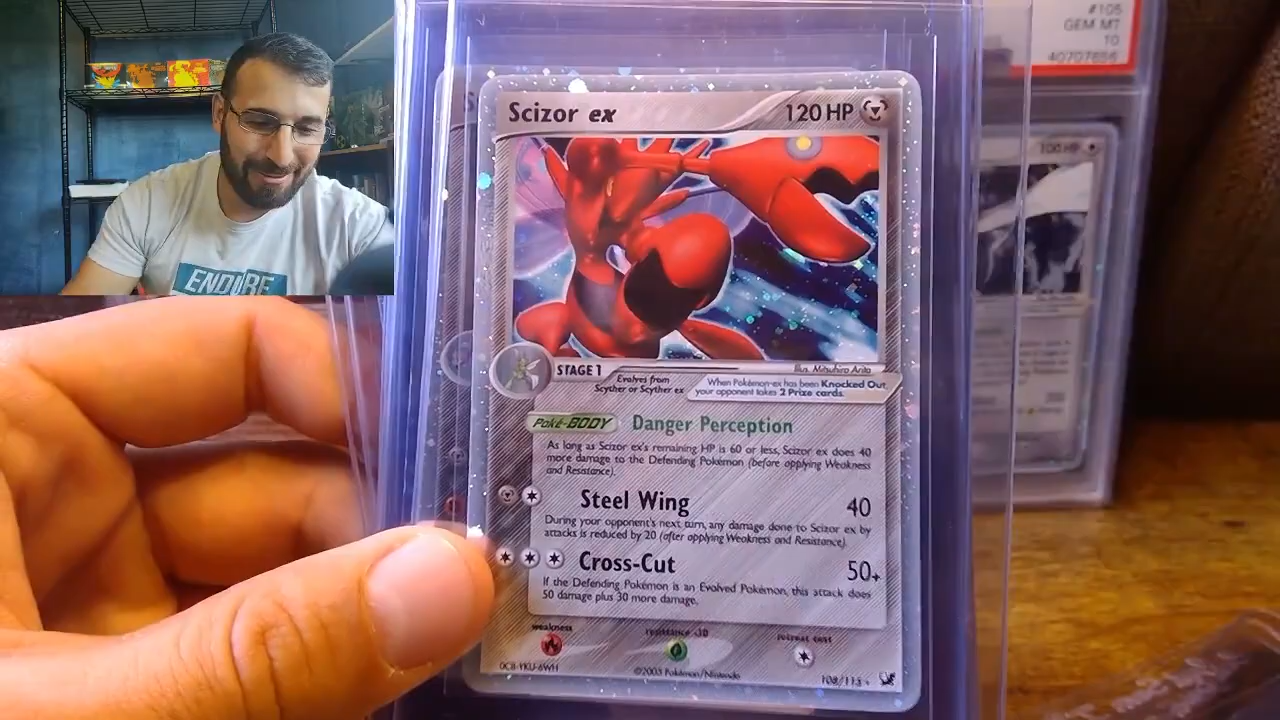 #105
GEM MT
10
40707656
ENDURE
Scizor ex
120 HP
100 HP
STAGE 1
Illus. Mitsuhiro Arita
Evolves from
Scyther or Scyther ex
When Pokémon-ex has been Knocked Out,
your opponent takes 2 Prize cards.
Poké-BODY Danger Perception
As long as Scizor ex's remaining HP is 60 or less, Scizor ex does 40
more damage to the Defending Pokémon (before applying Weakness
and Resistance).
Steel Wing 40
During your opponent's next turn, any damage done to Scizor ex by
attacks is reduced by 20 (after applying Weakness and Resistance).
Cross-Cut 50+
If the Defending Pokémon is an Evolved Pokémon, this attack does
50 damage plus 30 more damage.
weakness
resistance -30
retreat cost
©2005 Pokémon/Nintendo
108/115